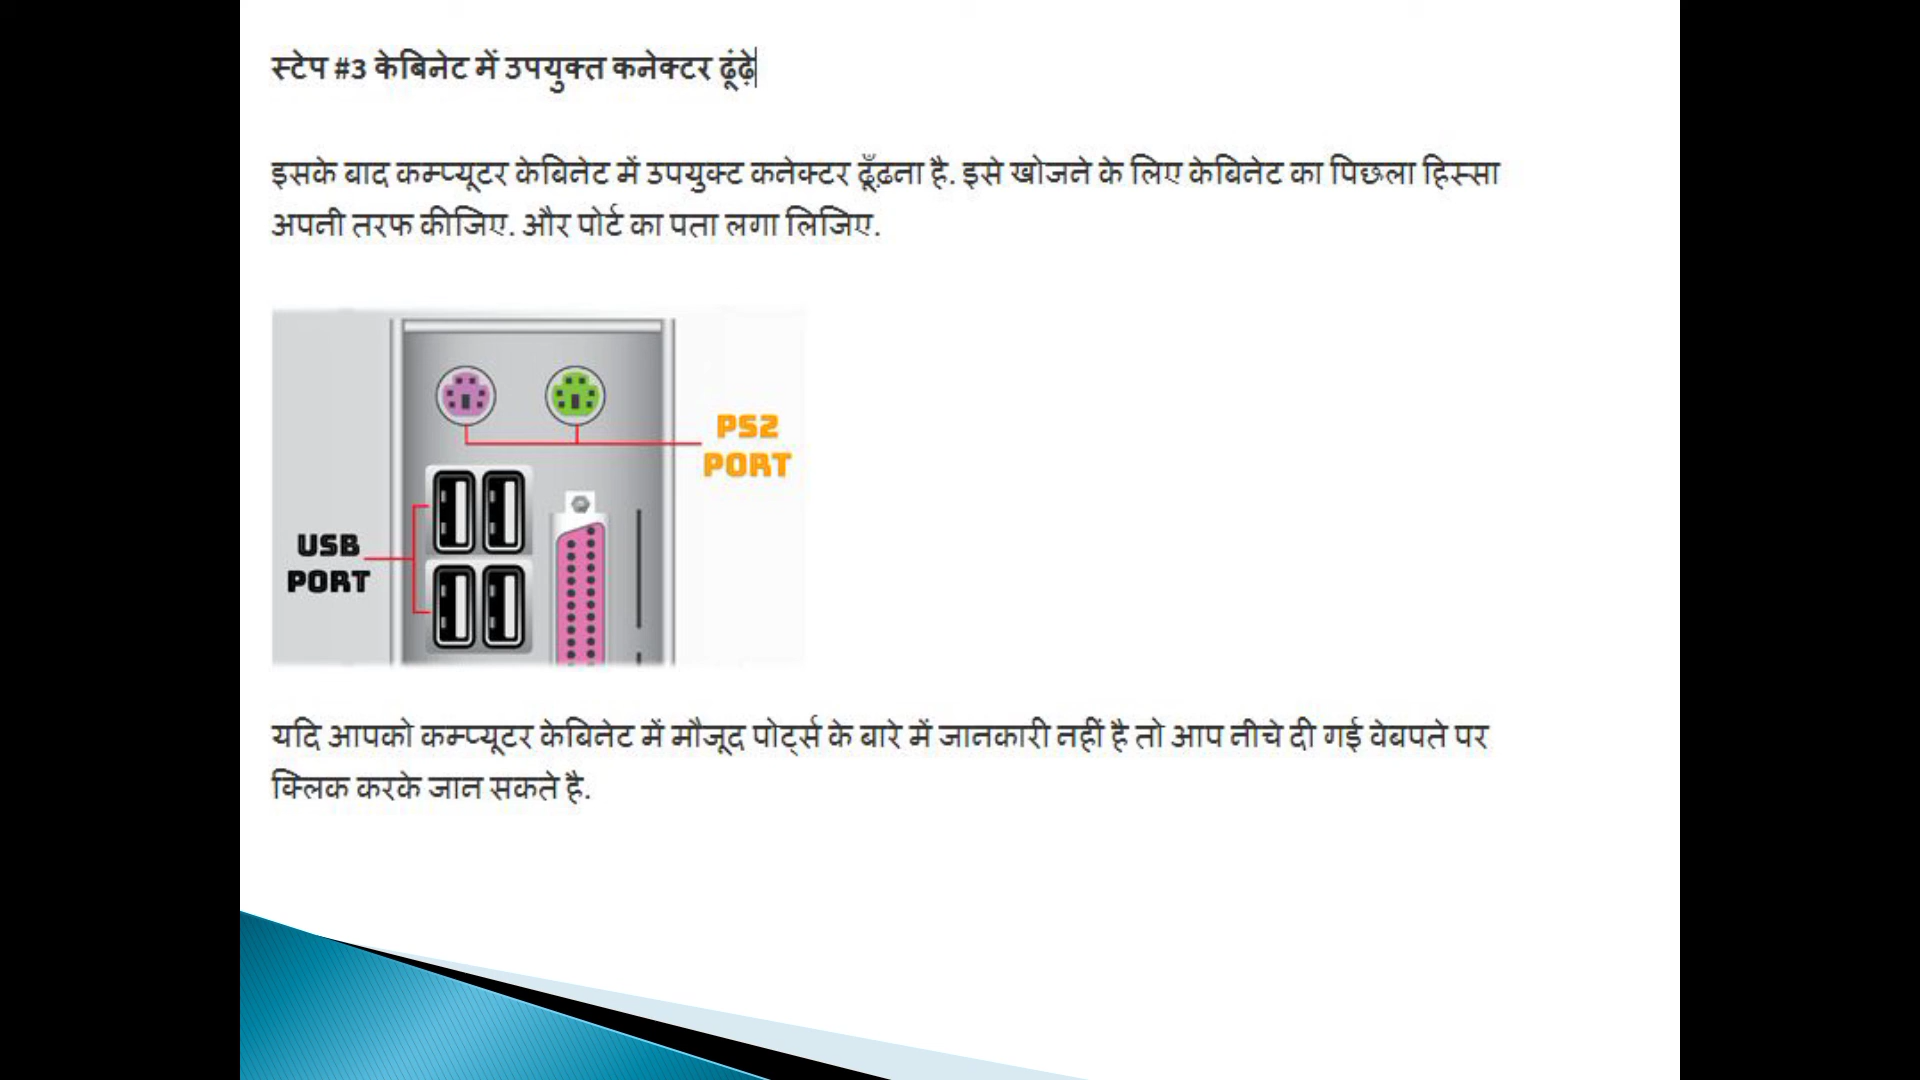 स्टेप #3 केबिनेट में उपयुक्त कनेक्टर ढूंढ़े
इसके बाद कम्प्यूटर केबिनेट में उपयुक्ट कनेक्टर ढूँढ़ना है. इसे खोजने के लिए केबिनेट का पिछला हिस्सा
अपनी तरफ कीजिए. और पोर्ट का पता लगा लिजिए.
PS2
PORT
USB
PORT
यदि आपको कम्प्यूटर केबिनेट में मौजूद पोर्ट्स के बारे में जानकारी नहीं है तो आप नीचे दी गई वेबपते पर
क्लिक करके जान सकते है.